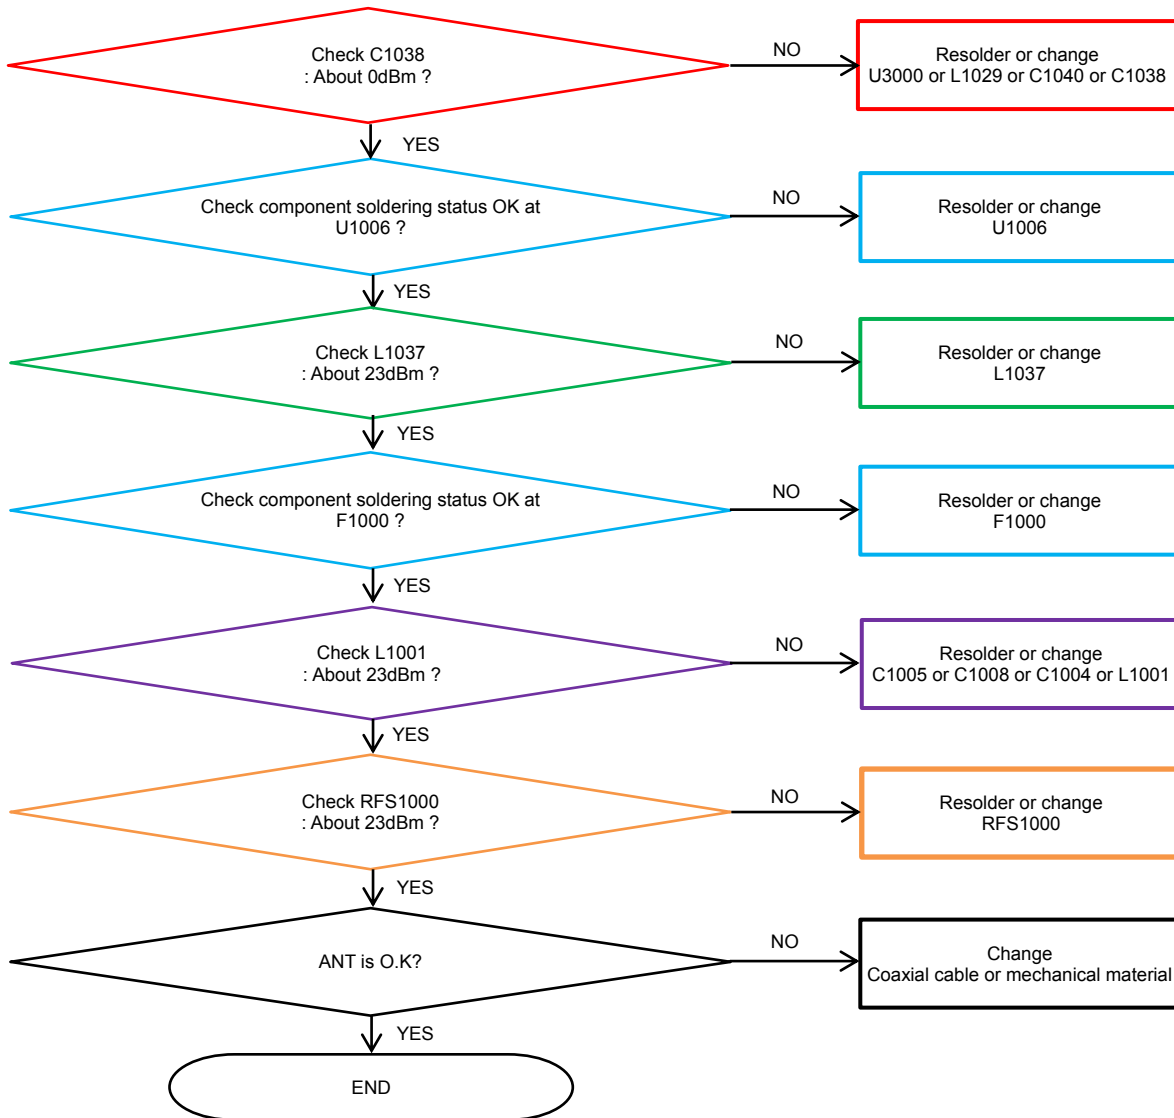 Check C1038
: About 0dBm ?
NO
Resolder or change
U3000 or L1029 or C1040 or C1038
YES
Check component soldering status OK at
U1006 ?
NO
Resolder or change
U1006
YES
Check L1037
: About 23dBm ?
NO
Resolder or change
L1037
YES
Check component soldering status OK at
F1000 ?
NO
Resolder or change
F1000
YES
Check L1001
: About 23dBm ?
NO
Resolder or change
C1005 or C1008 or C1004 or L1001
YES
Check RFS1000
: About 23dBm ?
NO
Resolder or change
RFS1000
YES
ANT is O.K?
NO
Change
Coaxial cable or mechanical material
YES
END